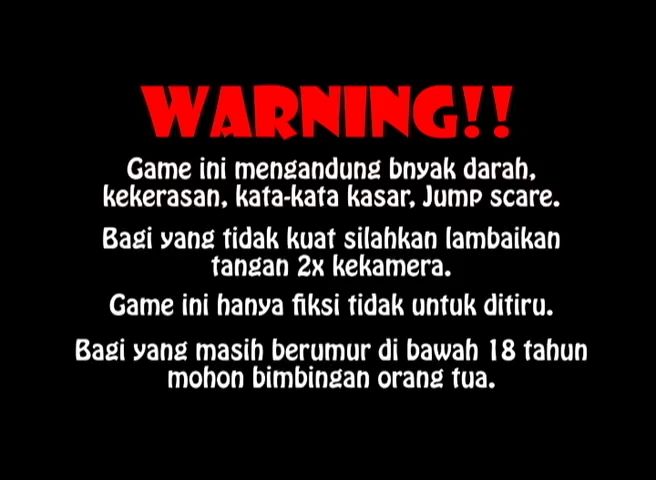 WARNING!!
Game ini mengandung bnyak darah,
kekerasan, kata-kata kasar, Jump scare.
Bagi yang tidak kuat silahkan lambaikan
tangan 2x kekamera.
Game ini hanya fiksi tidak untuk ditiru.
Bagi yang masih berumur di bawah 18 tahun
mohon bimbingan orang tua.